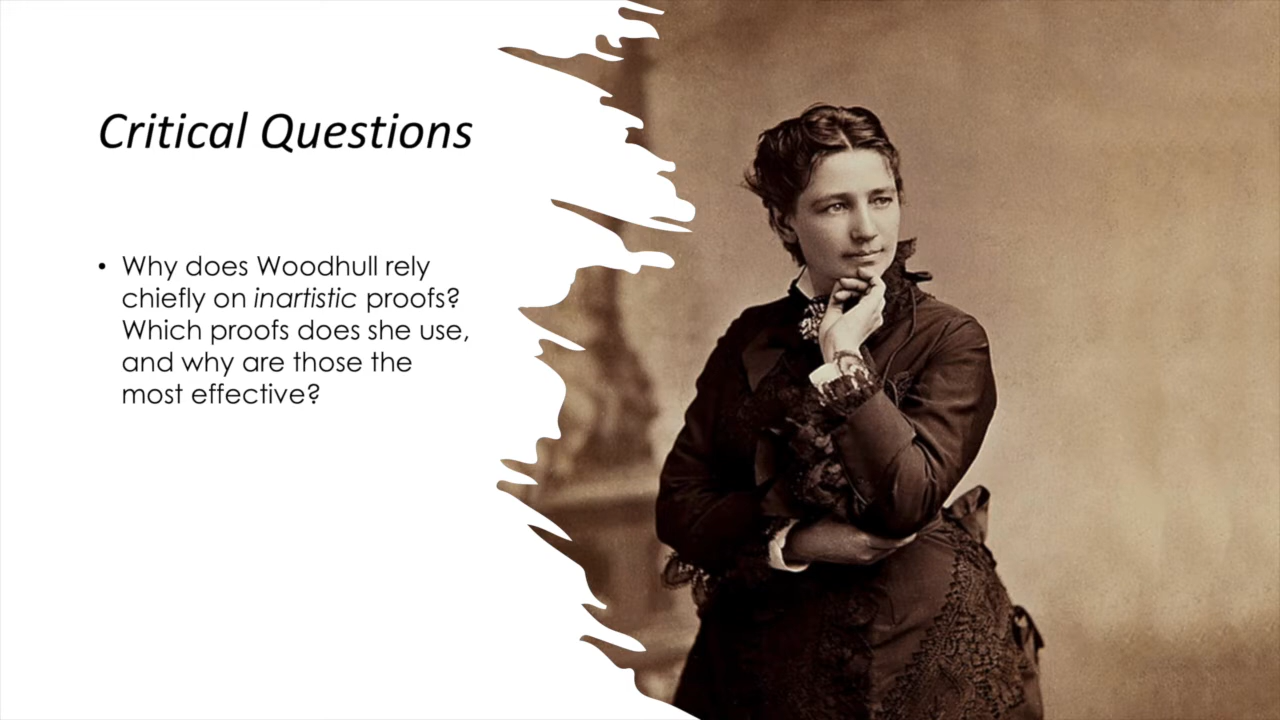 Critical Questions
• Why does Woodhull rely
chiefly on inartistic proofs?
Which proofs does she use,
and why are those the
most effective?